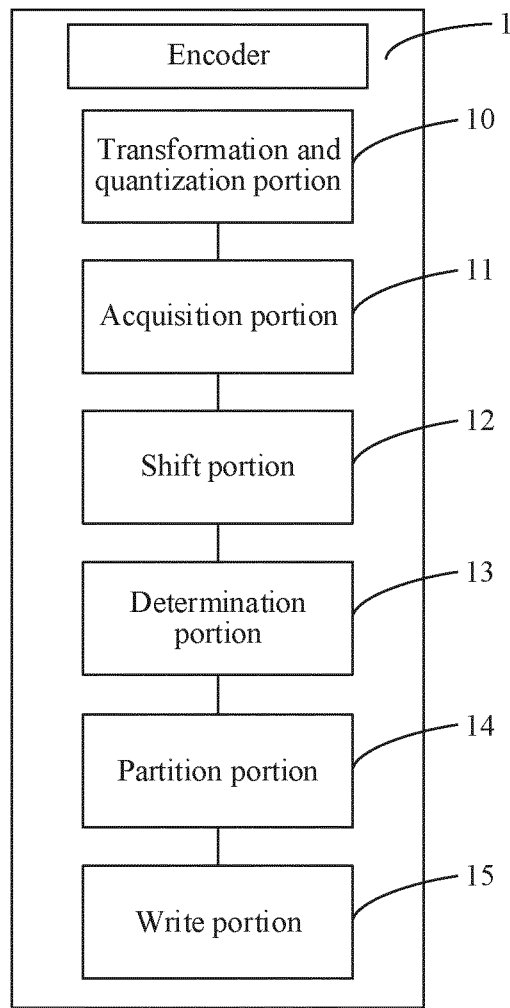 Encoder
1
Transformation and
quantization portion
10
Acquisition portion
11
Shift portion
12
Determination
portion
13
Partition portion
14
Write portion
15